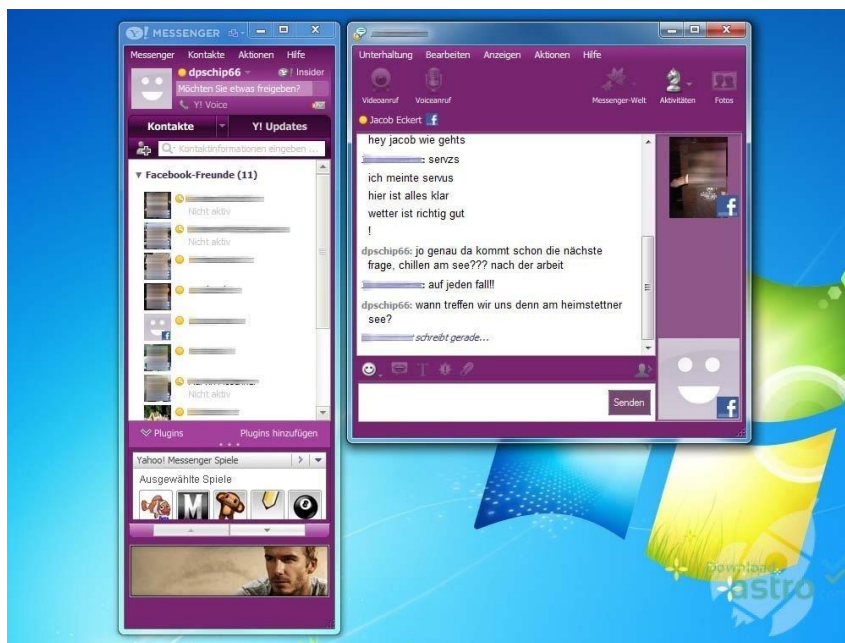 Y! MESSENGER
Messenger Kontakte Aktionen Hilfe
dpschip66
Y! Insider
Möchten Sie etwas freigeben?
Y! Voice
Kontakte
Y! Updates
Kontaktinformationen eingeben ...
Facebook-Freunde (11)
Nicht aktiv
Nicht aktiv
Nicht aktiv
Plugins
Plugins hinzufügen
Yahoo! Messenger Spiele
Ausgewählte Spiele
M
8
Unterhaltung Bearbeiten Anzeigen Aktionen Hilfe
Videoanruf Voiceanruf Messenger-Welt Aktivitäten Fotos
Jacob Eckert f
hey jacob wie gehts
: servzs
ich meinte servus
hier ist alles klar
wetter ist richtig gut
!
dpschip66: jo genau da kommt schon die nächste
frage, chillen am see??? nach der arbeit
: auf jeden fall!!
dpschip66: wann treffen wir uns denn am heimstettner
see?
schreibt gerade...
Senden
f
f
Download
astro